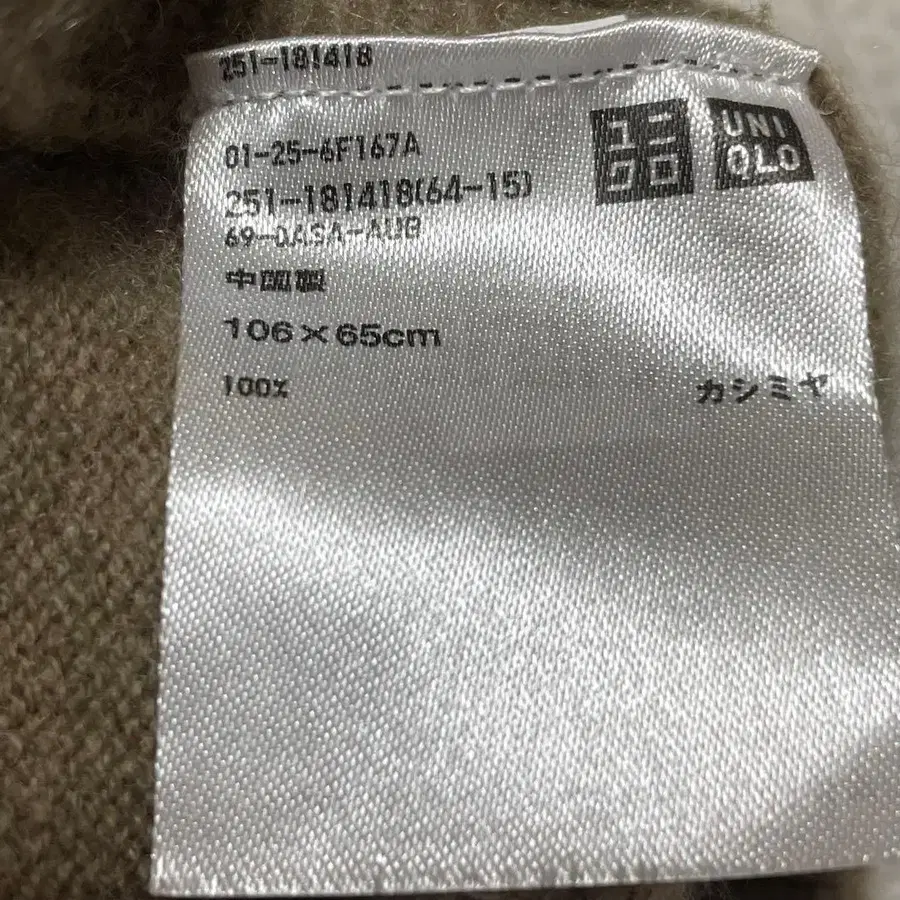 251-181418
01-25-6F167A
ユニ
クロ
UNI
QLO
251-181418(64-15)
69-0ASA-AUB
中国製
106×65cm
100% カシミヤ